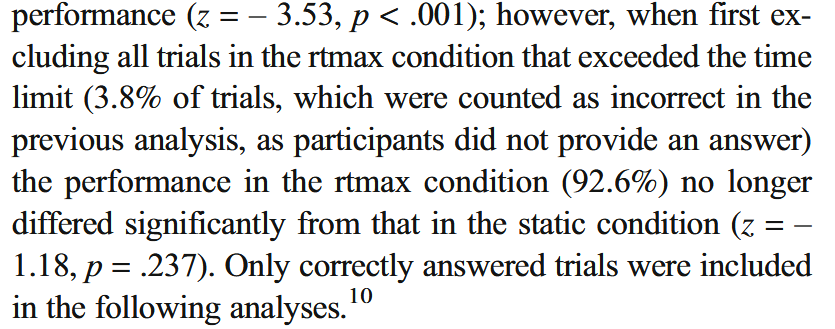 performance (z = – 3.53, p < .001); however, when first ex-
cluding all trials in the rtmax condition that exceeded the time
limit (3.8% of trials, which were counted as incorrect in the
previous analysis, as participants did not provide an answer)
the performance in the rtmax condition (92.6%) no longer
differed significantly from that in the static condition (z = –
1.18, p = .237). Only correctly answered trials were included
in the following analyses.¹⁰